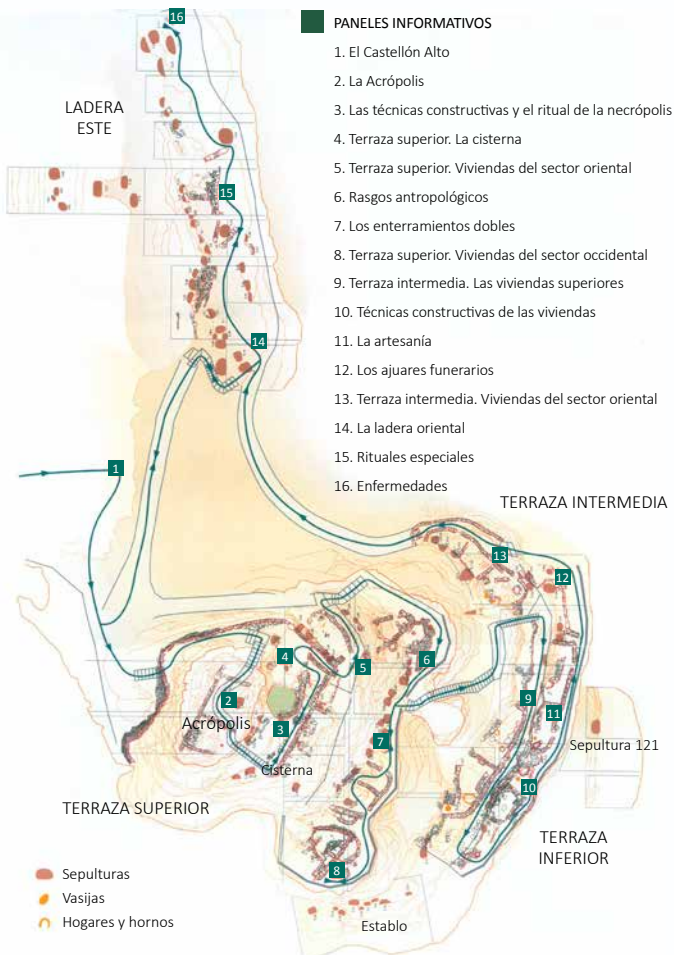 PANELES INFORMATIVOS
1. El Castellón Alto
2. La Acrópolis
3. Las técnicas constructivas y el ritual de la necrópolis
4. Terraza superior. La cisterna
5. Terraza superior. Viviendas del sector oriental
6. Rasgos antropológicos
7. Los enterramientos dobles
8. Terraza superior. Viviendas del sector occidental
9. Terraza intermedia. Las viviendas superiores
10. Técnicas constructivas de las viviendas
11. La artesanía
12. Los ajuares funerarios
13. Terraza intermedia. Viviendas del sector oriental
14. La ladera oriental
15. Rituales especiales
16. Enfermedades
16
LADERA
ESTE
15
14
1
TERRAZA INTERMEDIA
13
12
4
5
6
2
Acrópolis
3
Cisterna
7
9
11
Sepultura 121
10
TERRAZA SUPERIOR
TERRAZA
INFERIOR
8
Establo
Sepulturas
Vasijas
Hogares y hornos